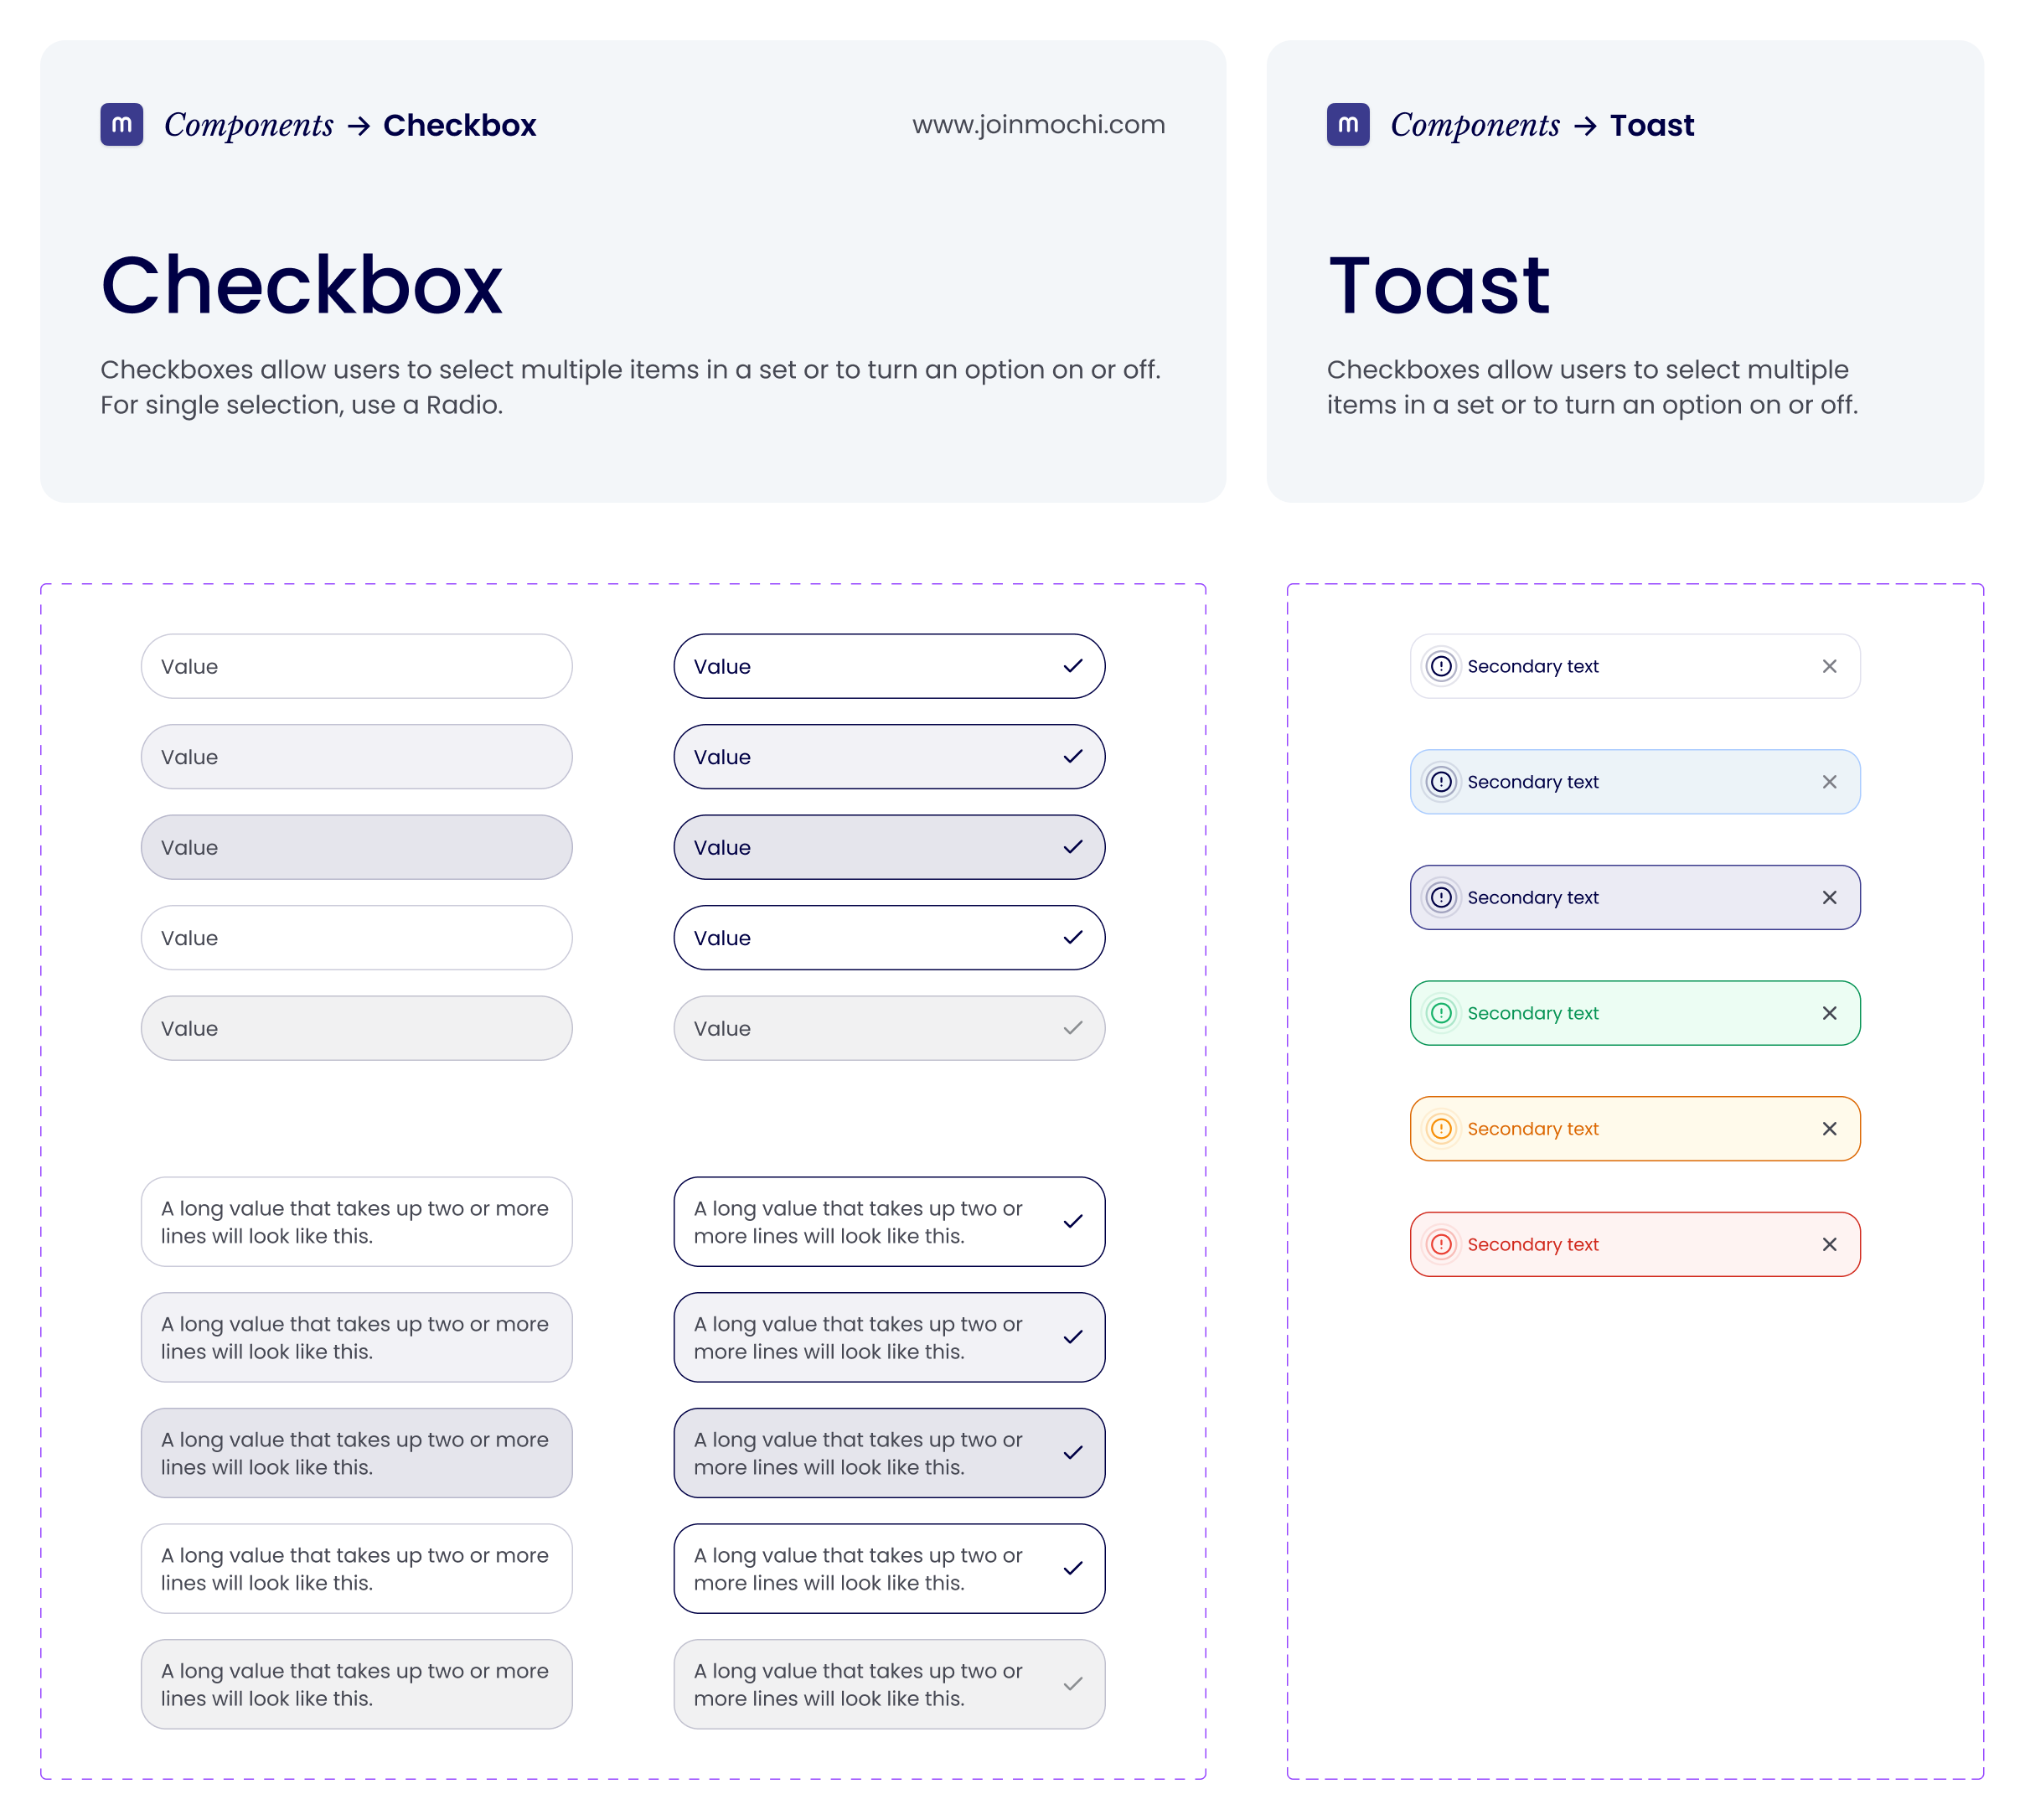 m Components → Checkbox
www.joinmochi.com
Checkbox
Checkboxes allow users to select multiple items in a set or to turn an option on or off.
For single selection, use a Radio.
Value
Value
Value
Value
Value
Value
Value
Value
Value
Value
A long value that takes up two or more
lines will look like this.
A long value that takes up two or
more lines will look like this.
A long value that takes up two or more
lines will look like this.
A long value that takes up two or
more lines will look like this.
A long value that takes up two or more
lines will look like this.
A long value that takes up two or
more lines will look like this.
A long value that takes up two or more
lines will look like this.
A long value that takes up two or
more lines will look like this.
A long value that takes up two or more
lines will look like this.
A long value that takes up two or
more lines will look like this.
m Components → Toast
Toast
Checkboxes allow users to select multiple
items in a set or to turn an option on or off.
Secondary text
Secondary text
Secondary text
Secondary text
Secondary text
Secondary text